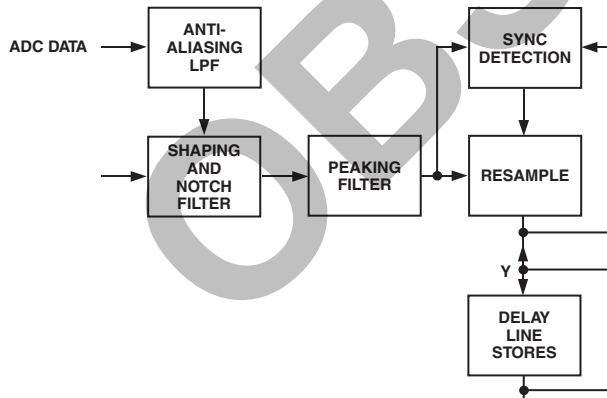 ADC DATA
ANTI-
ALIASING
LPF
SYNC
DETECTION
SHAPING
AND
NOTCH
FILTER
PEAKING
FILTER
RESAMPLE
Y
DELAY
LINE
STORES